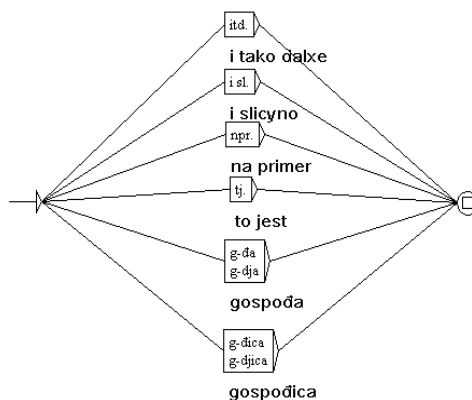 itd.
i tako dalxe
i sl.
i slicyno
npr.
na primer
tj.
to jest
g-đa
g-dja
gospođa
g-đica
g-djica
gospođica